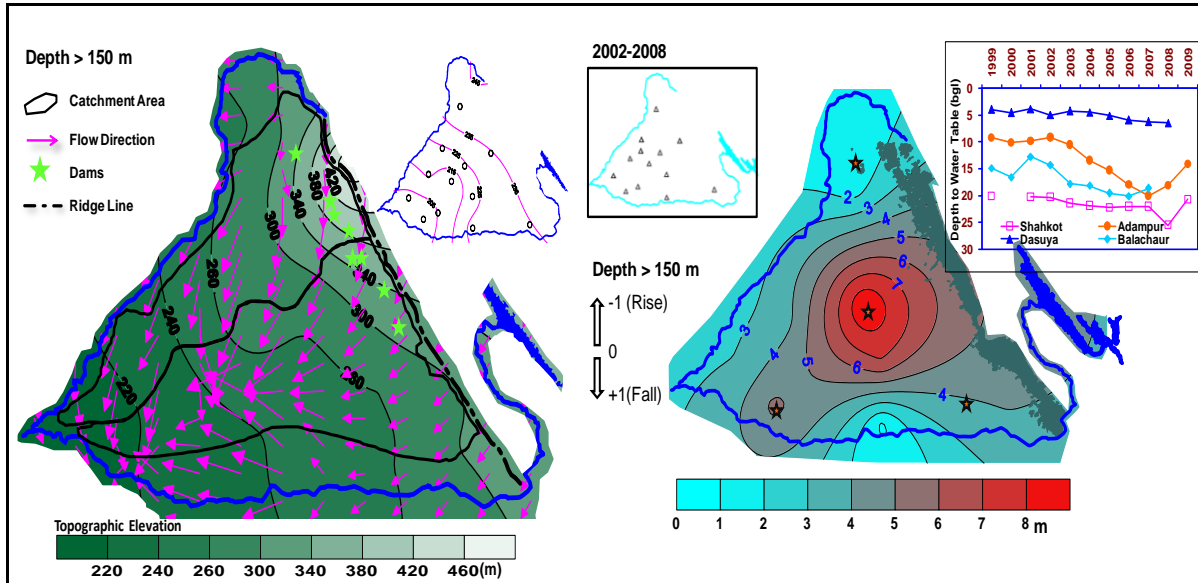 Depth > 150 m
Catchment Area
Flow Direction
Dams
Ridge Line
420
380
340
300
260
240
220
340
300
260
Topographic Elevation
220 240 260 300 340 380 420 460(m)
2002-2008
Depth > 150 m
-1 (Rise)
0
+1(Fall)
2
3
4
5
6
7
3
4
5
6
4
0 1 2 3 4 5 6 7 8 m
1999 2000 2001 2002 2003 2004 2005 2006 2007 2008 2009
Depth to Water Table (bgl)
0
5
10
15
20
25
30
Shahkot Adampur
Dasuya Balachaur